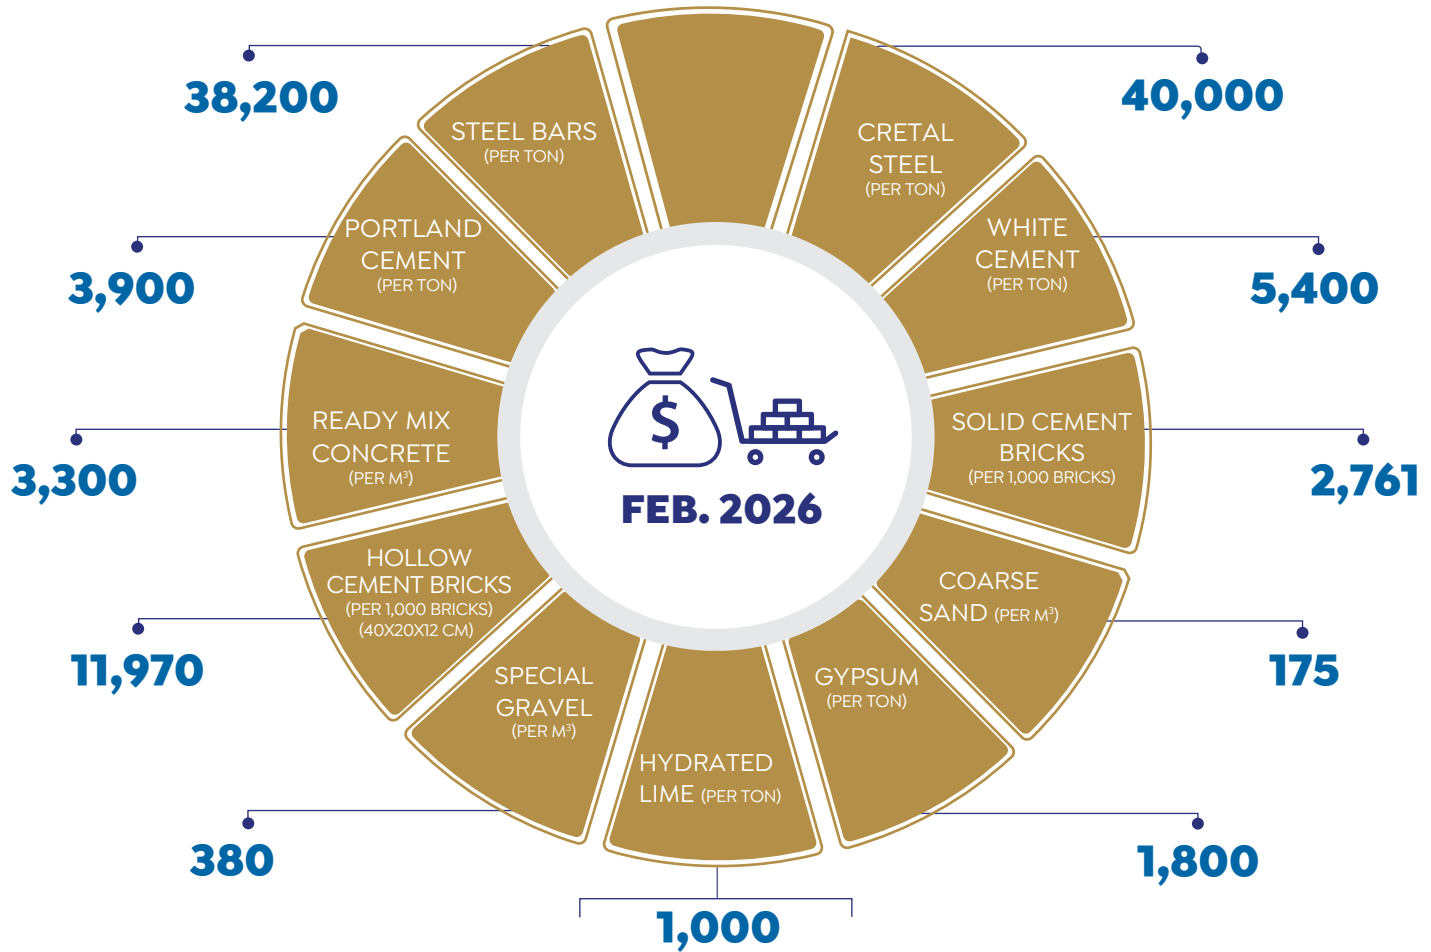 38,200
STEEL BARS
(PER TON)
40,000
CRETAL
STEEL
(PER TON)
3,900
PORTLAND
CEMENT
(PER TON)
5,400
WHITE
CEMENT
(PER TON)
3,300
READY MIX
CONCRETE
(PER M³)
2,761
SOLID CEMENT
BRICKS
(PER 1,000 BRICKS)
$
FEB. 2026
11,970
HOLLOW
CEMENT BRICKS
(PER 1,000 BRICKS)
(40X20X12 CM)
175
COARSE
SAND (PER M³)
380
SPECIAL
GRAVEL
(PER M³)
1,800
GYPSUM
(PER TON)
HYDRATED
LIME (PER TON)
1,000